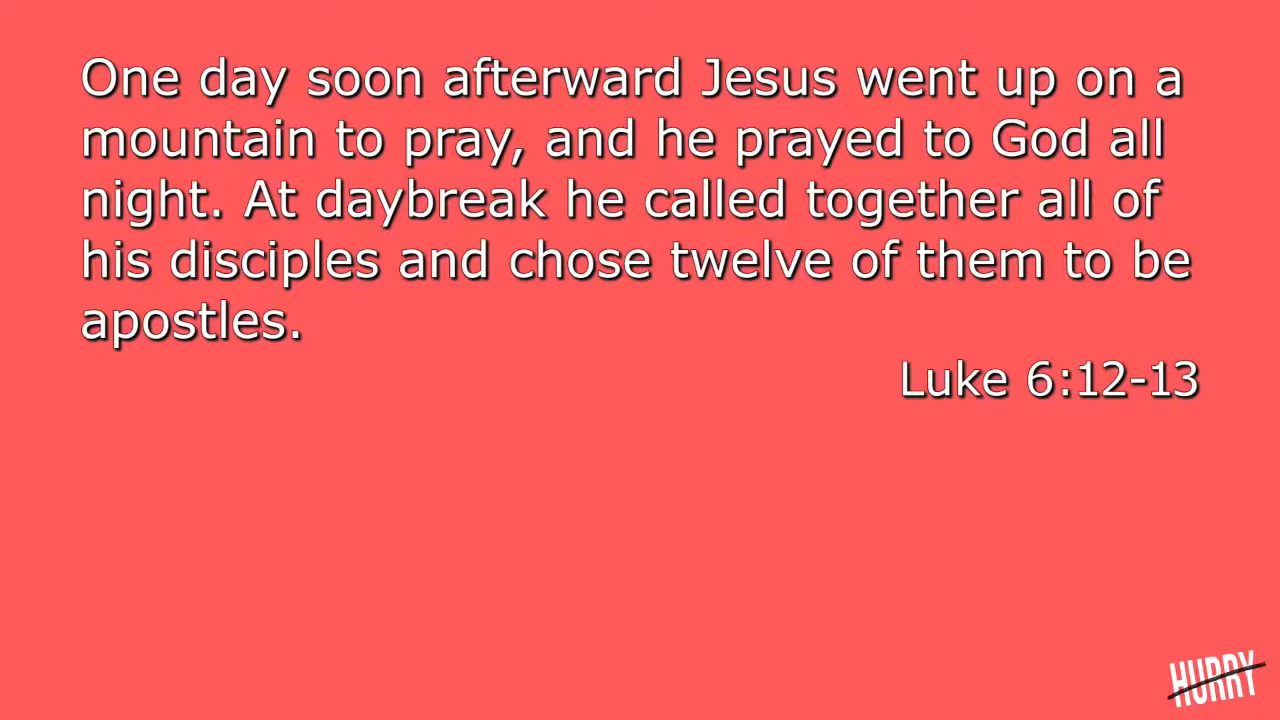 One day soon afterward Jesus went up on a
mountain to pray, and he prayed to God all
night. At daybreak he called together all of
his disciples and chose twelve of them to be
apostles.
Luke 6:12-13
HURRY